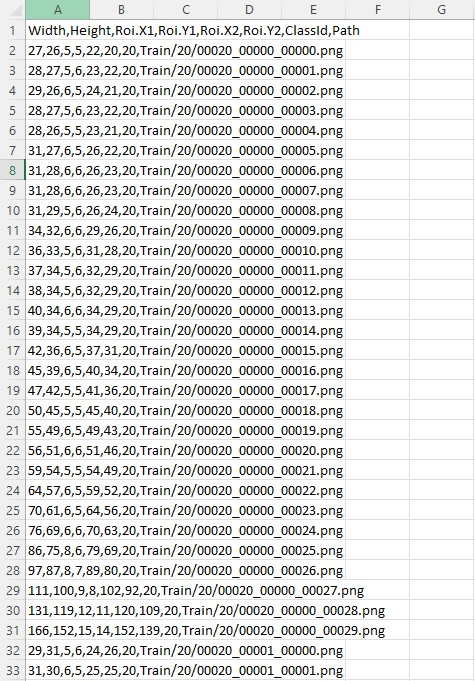 A B C D E F G
1 Width,Height,Roi.X1,Roi.Y1,Roi.X2,Roi.Y2,ClassId,Path
2 27,26,5,5,22,20,20,Train/20/00020_00000_00000.png
3 28,27,5,6,23,22,20,Train/20/00020_00000_00001.png
4 29,26,6,5,24,21,20,Train/20/00020_00000_00002.png
5 28,27,5,6,23,22,20,Train/20/00020_00000_00003.png
6 28,26,5,5,23,21,20,Train/20/00020_00000_00004.png
7 31,27,6,5,26,22,20,Train/20/00020_00000_00005.png
8 31,28,6,6,26,23,20,Train/20/00020_00000_00006.png
9 31,28,6,6,26,23,20,Train/20/00020_00000_00007.png
10 31,29,5,6,26,24,20,Train/20/00020_00000_00008.png
11 34,32,6,6,29,26,20,Train/20/00020_00000_00009.png
12 36,33,5,6,31,28,20,Train/20/00020_00000_00010.png
13 37,34,5,6,32,29,20,Train/20/00020_00000_00011.png
14 38,34,5,6,32,29,20,Train/20/00020_00000_00012.png
15 40,34,6,6,34,29,20,Train/20/00020_00000_00013.png
16 39,34,5,5,34,29,20,Train/20/00020_00000_00014.png
17 42,36,6,5,37,31,20,Train/20/00020_00000_00015.png
18 45,39,6,5,40,34,20,Train/20/00020_00000_00016.png
19 47,42,5,5,41,36,20,Train/20/00020_00000_00017.png
20 50,45,5,5,45,40,20,Train/20/00020_00000_00018.png
21 55,49,6,5,49,43,20,Train/20/00020_00000_00019.png
22 56,51,6,6,51,46,20,Train/20/00020_00000_00020.png
23 59,54,5,5,54,49,20,Train/20/00020_00000_00021.png
24 64,57,6,5,59,52,20,Train/20/00020_00000_00022.png
25 70,61,6,5,64,56,20,Train/20/00020_00000_00023.png
26 76,69,6,6,70,63,20,Train/20/00020_00000_00024.png
27 86,75,8,6,79,69,20,Train/20/00020_00000_00025.png
28 97,87,8,7,89,80,20,Train/20/00020_00000_00026.png
29 111,100,9,8,102,92,20,Train/20/00020_00000_00027.png
30 131,119,12,11,120,109,20,Train/20/00020_00000_00028.png
31 166,152,15,14,152,139,20,Train/20/00020_00000_00029.png
32 29,31,5,6,24,26,20,Train/20/00020_00001_00000.png
33 31,30,6,5,25,25,20,Train/20/00020_00001_00001.png